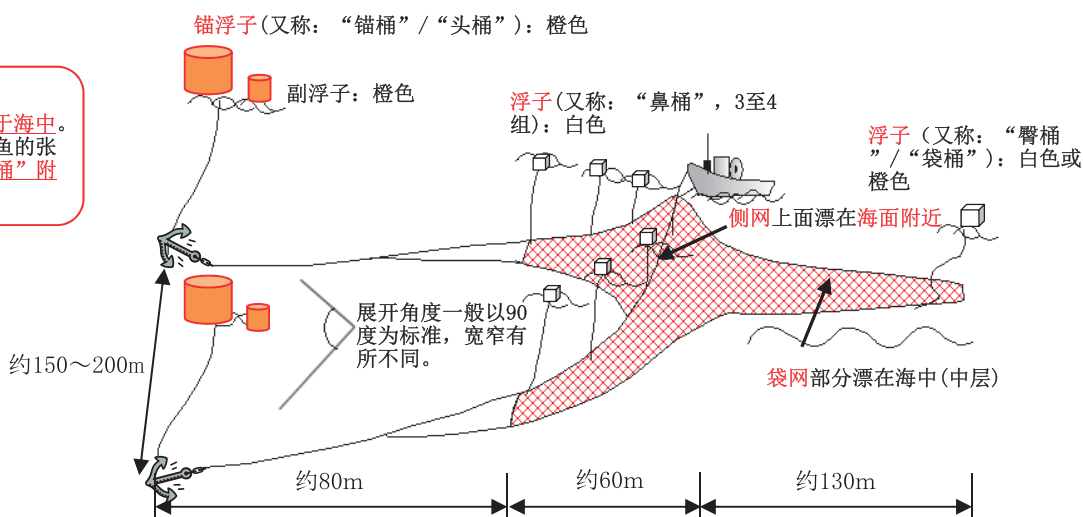 锚浮子(又称：“锚桶”/“头桶”)：橙色
副浮子：橙色
于海中。
鱼的张
桶”附
浮子(又称：“鼻桶”，3至4
组)：白色
浮子（又称：“臀桶
”/“袋桶”)：白色或
橙色
侧网上面漂在海面附近
展开角度一般以90
度为标准，宽窄有
所不同。
约150～200m
袋网部分漂在海中(中层)
约80m
约60m
约130m